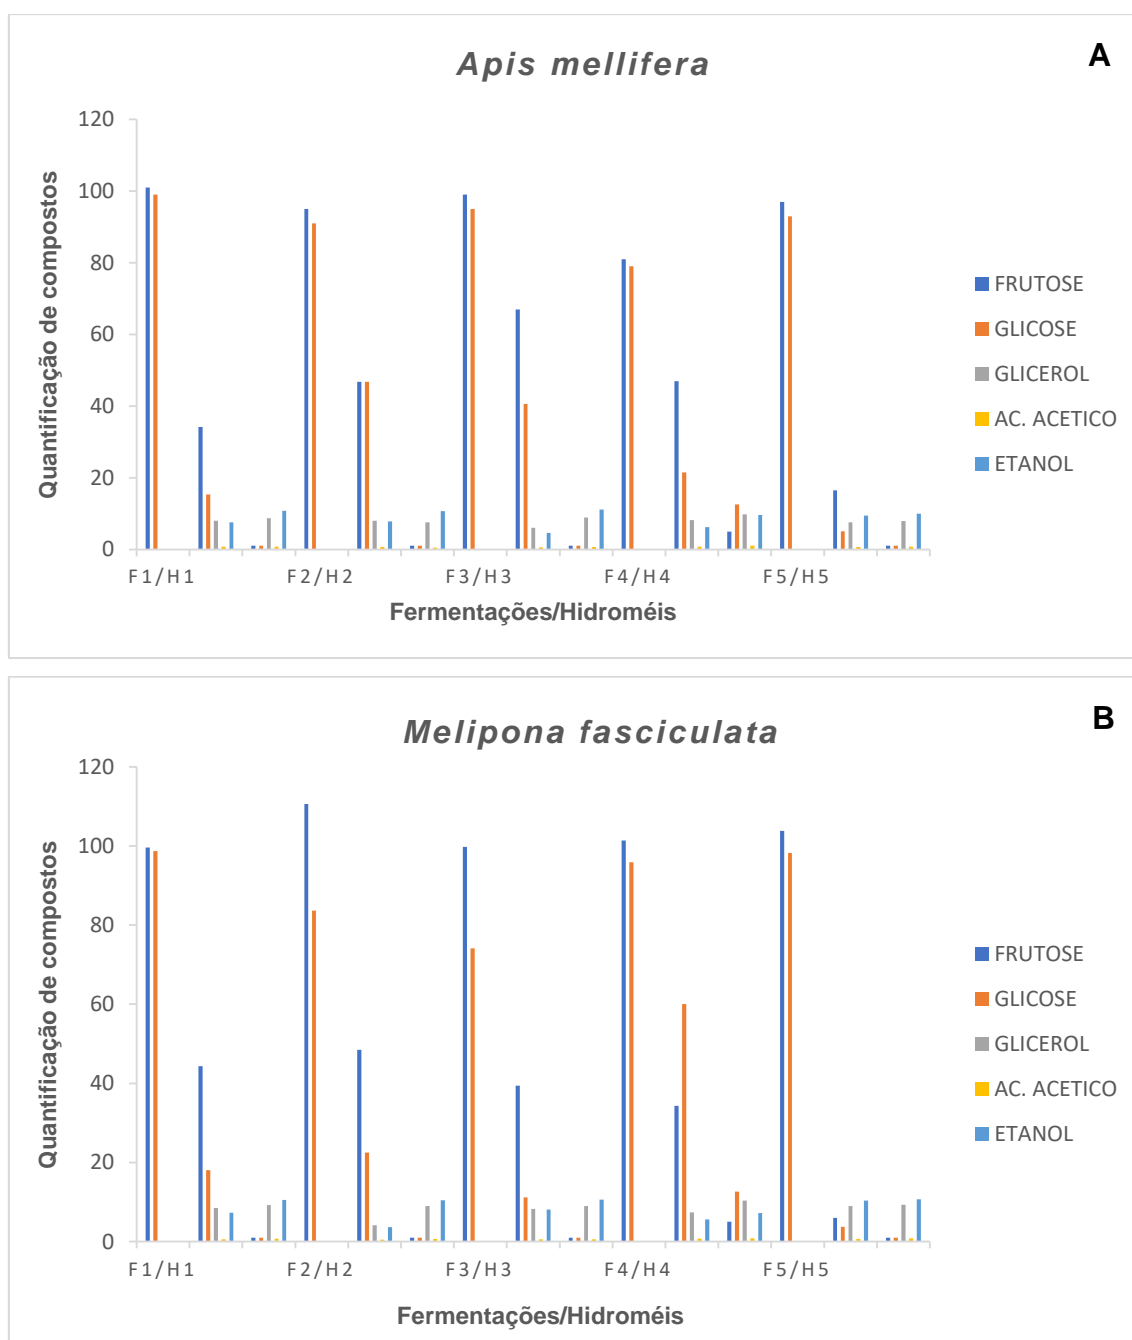 A
Apis mellifera
Quantificação de compostos
120
100
80
60
40
20
0
F1/H1 F2/H2 F3/H3 F4/H4 F5/H5
Fermentações/Hidroméis
FRUTOSE
GLICOSE
GLICEROL
AC. ACETICO
ETANOL
B
Melipona fasciculata
Quantificação de compostos
120
100
80
60
40
20
0
F1/H1 F2/H2 F3/H3 F4/H4 F5/H5
Fermentações/Hidroméis
FRUTOSE
GLICOSE
GLICEROL
AC. ACETICO
ETANOL